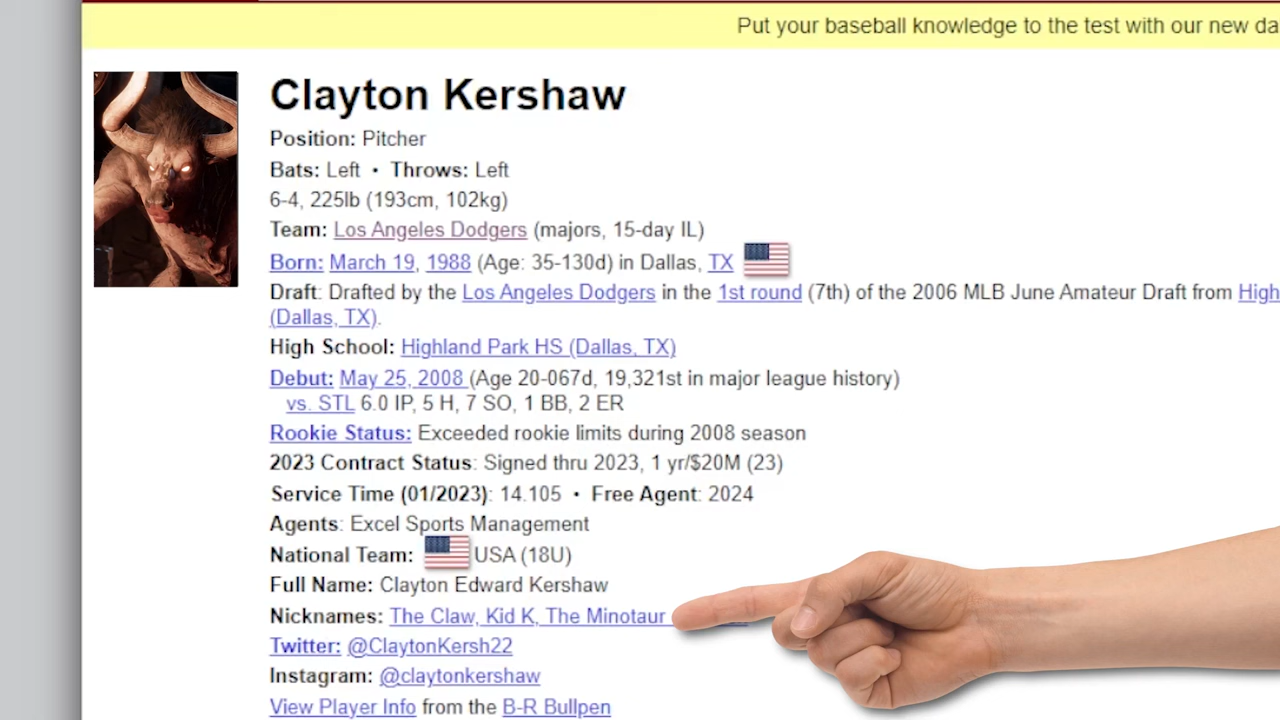 Put your baseball knowledge to the test with our new
Clayton Kershaw
Position: Pitcher
Bats: Left • Throws: Left
6-4, 225lb (193cm, 102kg)
Team: Los Angeles Dodgers (majors, 15-day IL)
Born: March 19, 1988 (Age: 35-130d) in Dallas, TX
Draft: Drafted by the Los Angeles Dodgers in the 1st round (7th) of the 2006 MLB June Amateur Draft from High
(Dallas, TX).
High School: Highland Park HS (Dallas, TX)
Debut: May 25, 2008 (Age 20-067d, 19,321st in major league history)
vs. STL 6.0 IP, 5 H, 7 SO, 1 BB, 2 ER
Rookie Status: Exceeded rookie limits during 2008 season
2023 Contract Status: Signed thru 2023, 1 yr/$20M (23)
Service Time (01/2023): 14.105 • Free Agent: 2024
Agents: Excel Sports Management
National Team: USA (18U)
Full Name: Clayton Edward Kershaw
Nicknames: The Claw, Kid K, The Minotaur
Twitter: @ClaytonKersh22
Instagram: @claytonkershaw
View Player Info from the B-R Bullpen